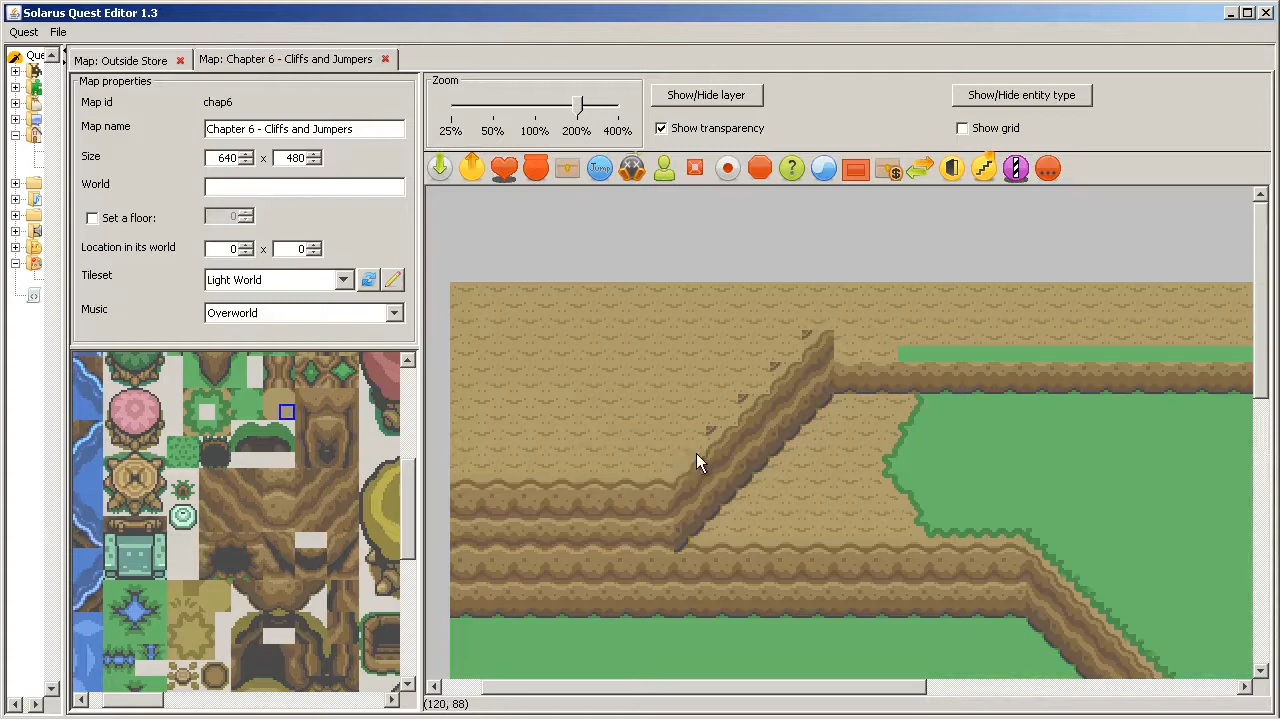 Solarus Quest Editor 1.3
Quest File
Que
Map: Outside Store
Map: Chapter 6 - Cliffs and Jumpers
Map properties
Map id chap6
Map name Chapter 6 - Cliffs and Jumpers
Size 640 x 480
World
Set a floor: 0
Location in its world 0 x 0
Tileset Light World
Music Overworld
Zoom
25% 50% 100% 200% 400%
Show/Hide layer
Show transparency
Show/Hide entity type
Show grid
Jump
(120, 88)